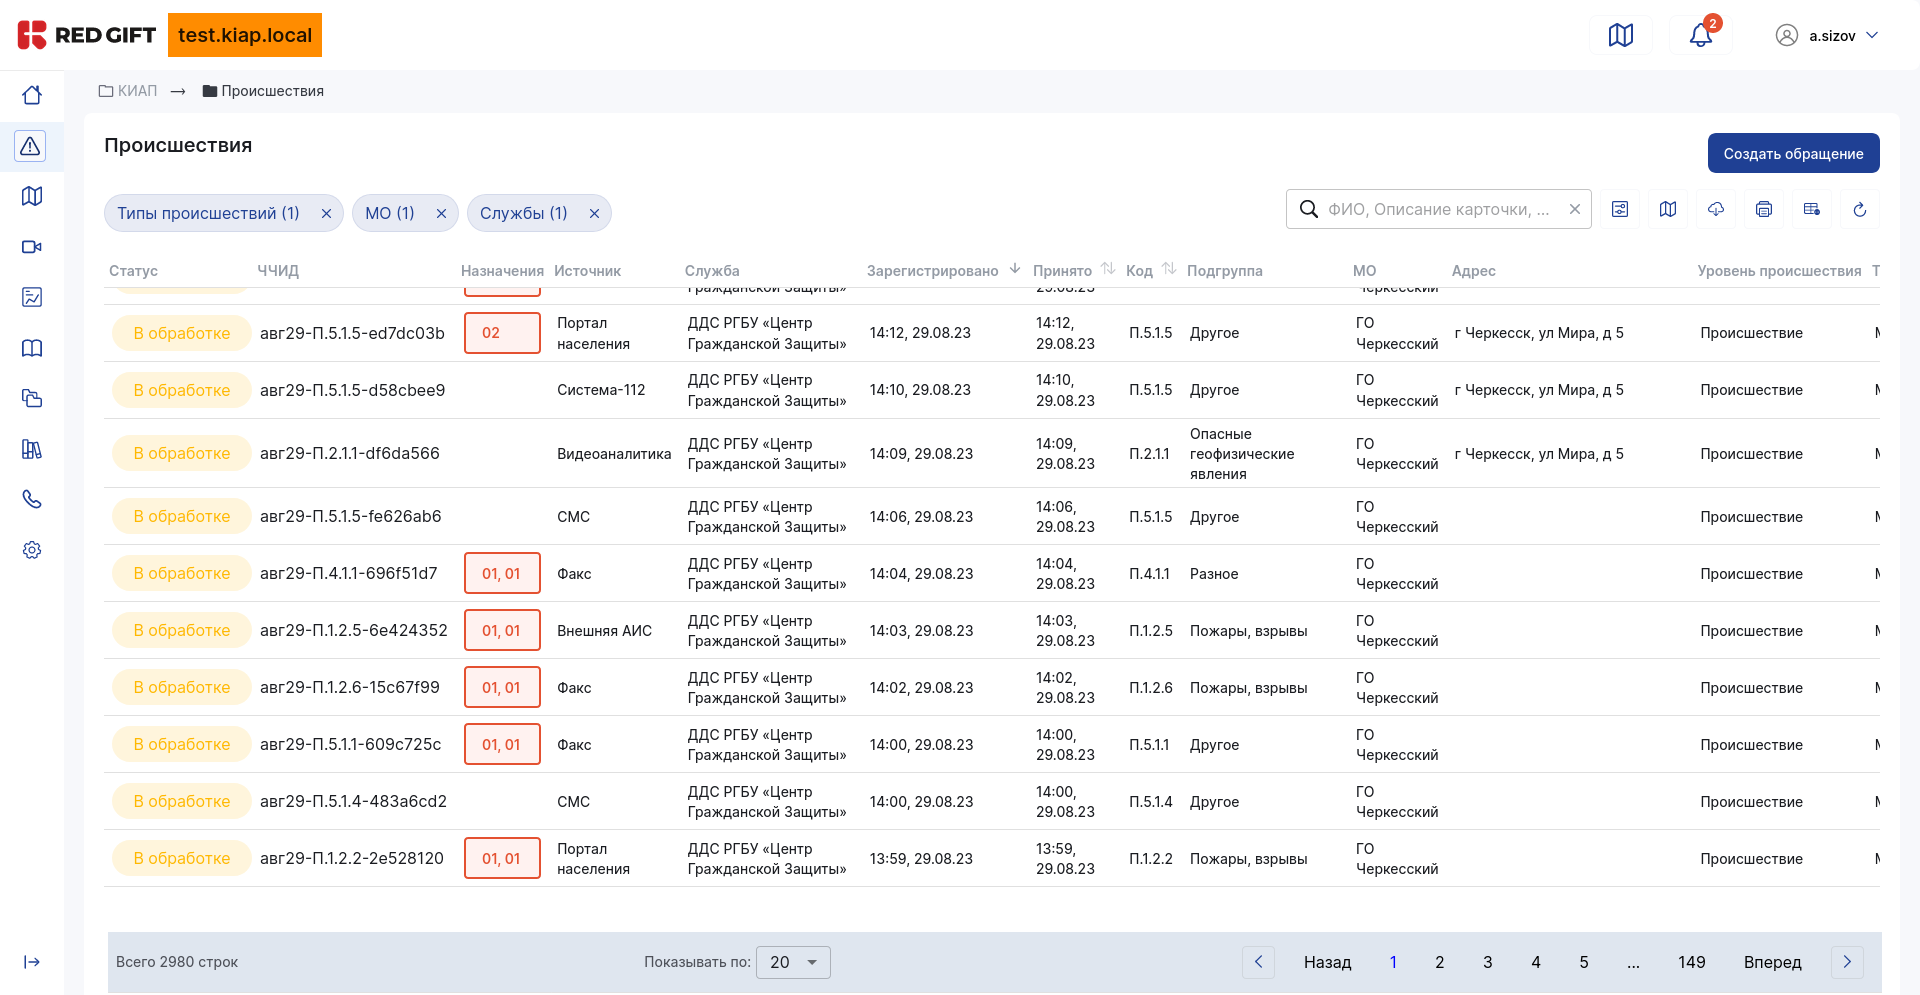 RED GIFT
test.kiap.local
2
a.sizov
КИАП → Происшествия
Происшествия
Создать обращение
Типы происшествий (1)
МО (1)
Службы (1)
ФИО, Описание карточки, ...
Статус ЧЧИД Назначения Источник Служба Зарегистрировано Принято Код Подгруппа МО Адрес Уровень происшествия
Гражданской Защиты» 29.08.23 Черкесский
В обработке авг29-П.5.1.5-ed7dc03b 02 Портал населения ДДС РГБУ «Центр Гражданской Защиты» 14:12, 29.08.23 14:12, 29.08.23 П.5.1.5 Другое ГО Черкесский г Черкесск, ул Мира, д 5 Происшествие
В обработке авг29-П.5.1.5-d58cbee9 Система-112 ДДС РГБУ «Центр Гражданской Защиты» 14:10, 29.08.23 14:10, 29.08.23 П.5.1.5 Другое ГО Черкесский г Черкесск, ул Мира, д 5 Происшествие
В обработке авг29-П.2.1.1-df6da566 Видеоаналитика ДДС РГБУ «Центр Гражданской Защиты» 14:09, 29.08.23 14:09, 29.08.23 П.2.1.1 Опасные геофизические явления ГО Черкесский г Черкесск, ул Мира, д 5 Происшествие
В обработке авг29-П.5.1.5-fe626ab6 СМС ДДС РГБУ «Центр Гражданской Защиты» 14:06, 29.08.23 14:06, 29.08.23 П.5.1.5 Другое ГО Черкесский Происшествие
В обработке авг29-П.4.1.1-696f51d7 01, 01 Факс ДДС РГБУ «Центр Гражданской Защиты» 14:04, 29.08.23 14:04, 29.08.23 П.4.1.1 Разное ГО Черкесский Происшествие
В обработке авг29-П.1.2.5-6e424352 01, 01 Внешняя АИС ДДС РГБУ «Центр Гражданской Защиты» 14:03, 29.08.23 14:03, 29.08.23 П.1.2.5 Пожары, взрывы ГО Черкесский Происшествие
В обработке авг29-П.1.2.6-15c67f99 01, 01 Факс ДДС РГБУ «Центр Гражданской Защиты» 14:02, 29.08.23 14:02, 29.08.23 П.1.2.6 Пожары, взрывы ГО Черкесский Происшествие
В обработке авг29-П.5.1.1-609c725c 01, 01 Факс ДДС РГБУ «Центр Гражданской Защиты» 14:00, 29.08.23 14:00, 29.08.23 П.5.1.1 Другое ГО Черкесский Происшествие
В обработке авг29-П.5.1.4-483a6cd2 СМС ДДС РГБУ «Центр Гражданской Защиты» 14:00, 29.08.23 14:00, 29.08.23 П.5.1.4 Другое ГО Черкесский Происшествие
В обработке авг29-П.1.2.2-2e528120 01, 01 Портал населения ДДС РГБУ «Центр Гражданской Защиты» 13:59, 29.08.23 13:59, 29.08.23 П.1.2.2 Пожары, взрывы ГО Черкесский Происшествие
Всего 2980 строк Показывать по: 20 Назад 1 2 3 4 5 ... 149 Вперед